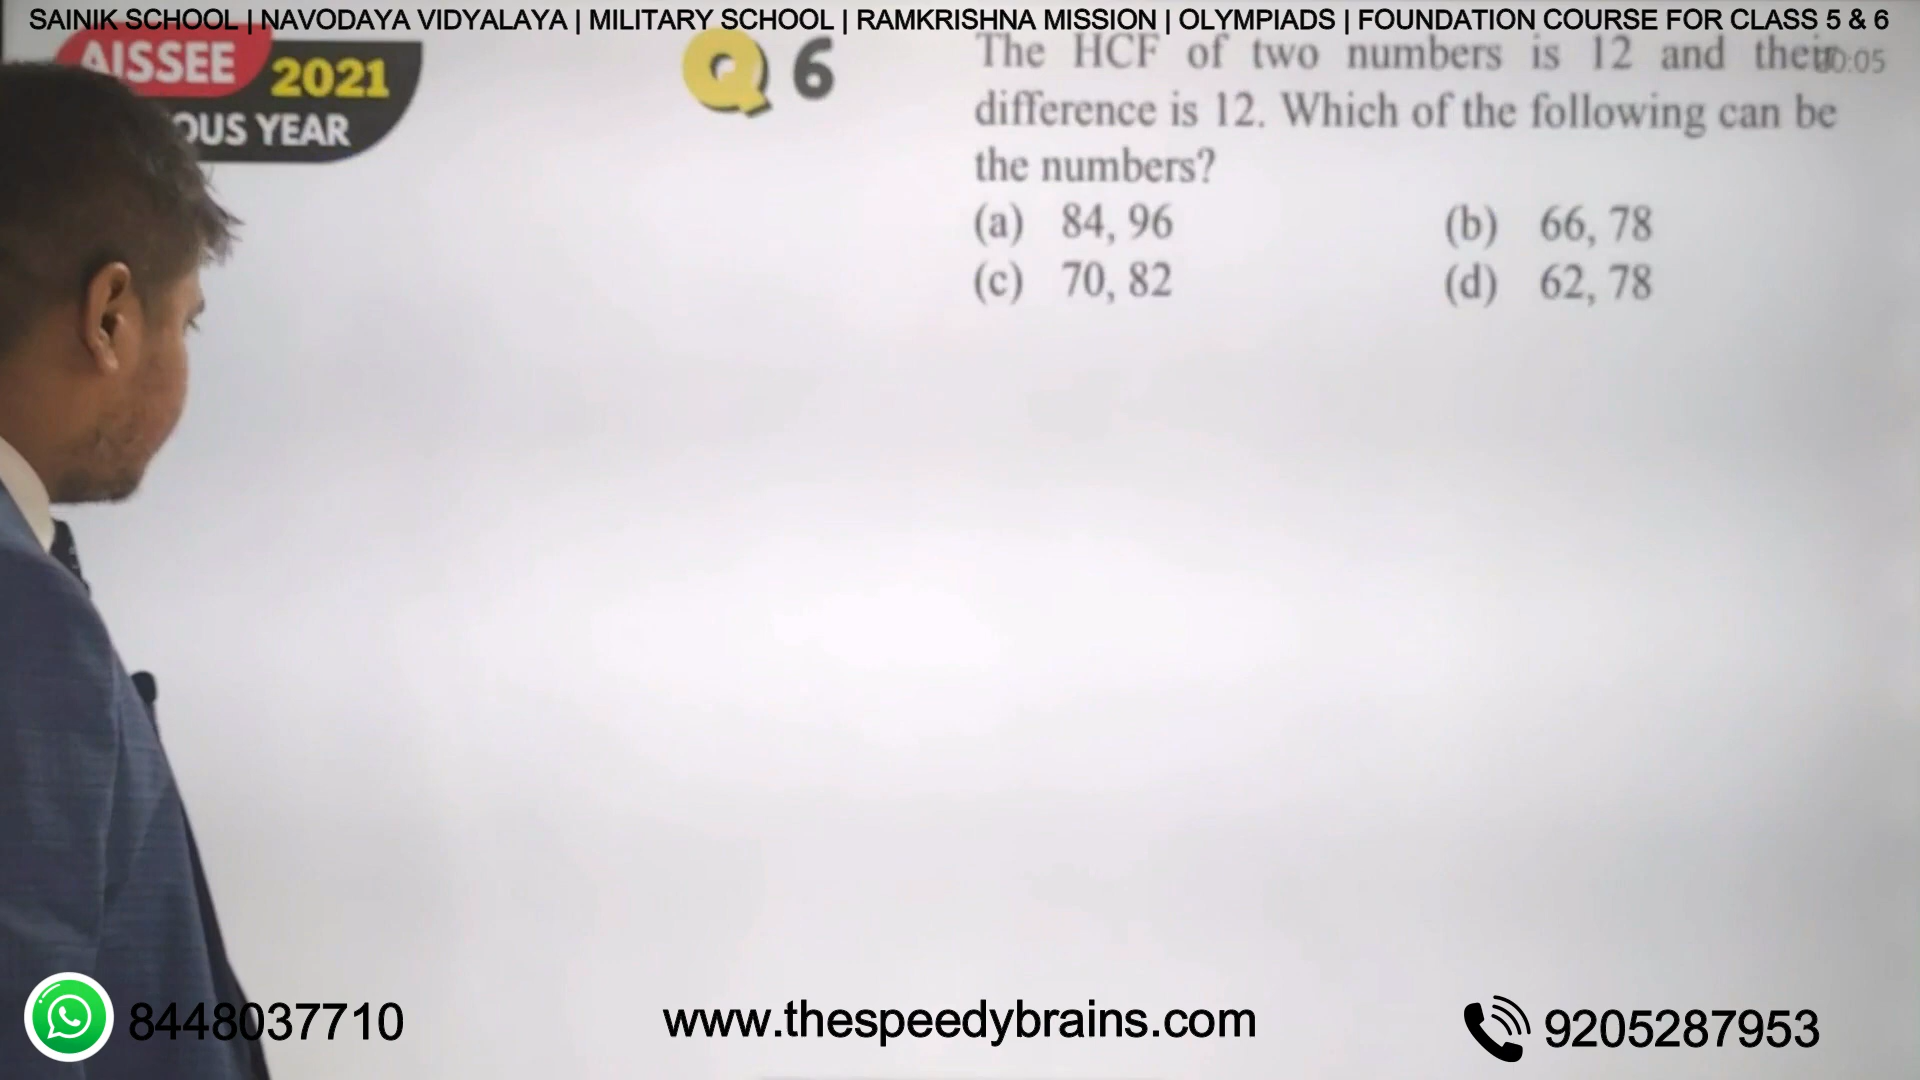 SAINIK SCHOOL | NAVODAYA VIDYALAYA | MILITARY SCHOOL | RAMKRISHNA MISSION | OLYMPIADS | FOUNDATION COURSE FOR CLASS 5 & 6
AISSEE 2021
OUS YEAR
Q 6
The HCF of two numbers is 12 and their
difference is 12. Which of the following can be
the numbers?
(a) 84, 96 (b) 66, 78
(c) 70, 82 (d) 62, 78
8448037710 www.thespeedybrains.com 9205287953